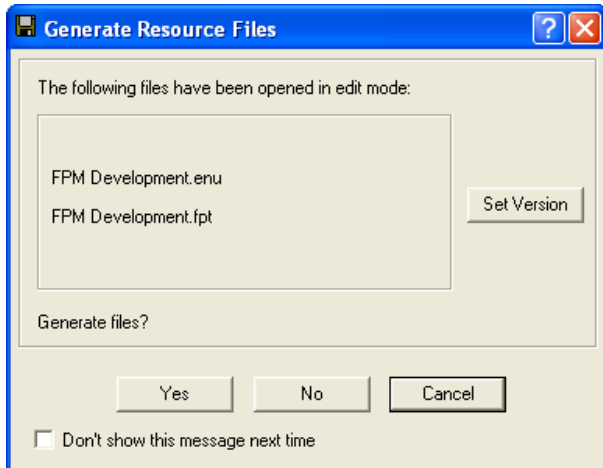 Generate Resource Files
The following files have been opened in edit mode:
FPM Development.enu
FPM Development.fpt
Set Version
Generate files?
Yes No Cancel
Don't show this message next time